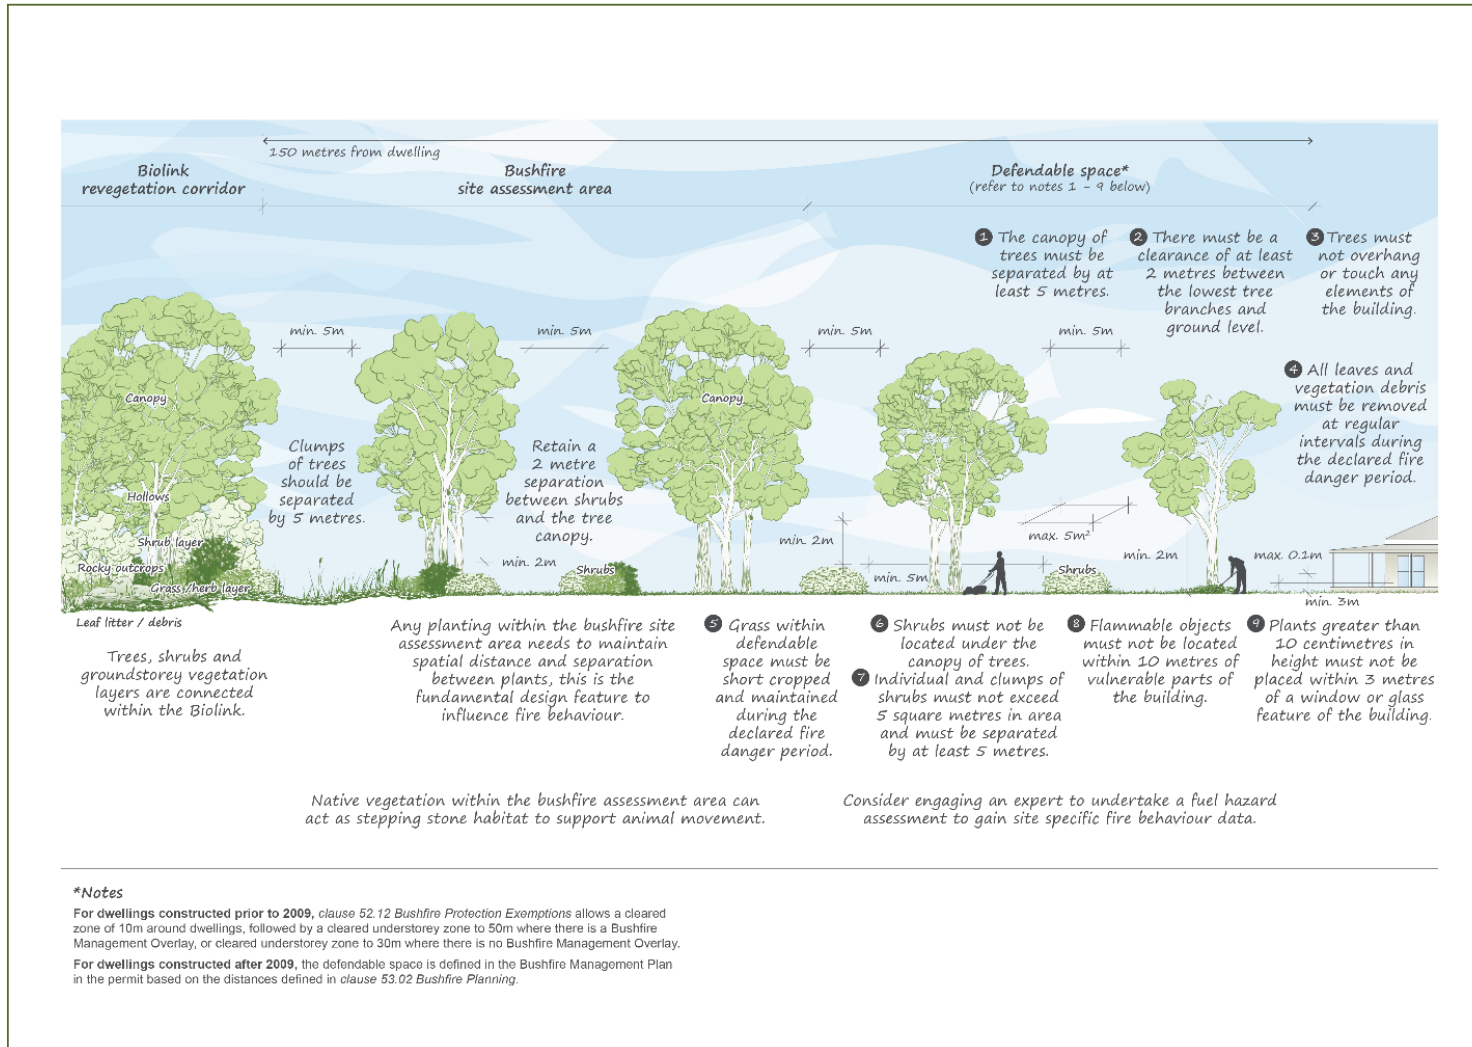 150 metres from dwelling
Biolink
revegetation corridor
Bushfire
site assessment area
Defendable space*
(refer to notes 1 - 9 below)
1 The canopy of
trees must be
separated by at
least 5 metres.
2 There must be a
clearance of at least
2 metres between
the lowest tree
branches and
ground level.
3 Trees must
not overhang
or touch any
elements of
the building.
min. 5m
min. 5m
min. 5m
min. 5m
4 All leaves and
vegetation debris
must be removed
at regular
intervals during
the declared fire
danger period.
Canopy
Canopy
Clumps
of trees
should be
separated
by 5 metres.
Retain a
2 metre
separation
between shrubs
and the tree
canopy.
Hollows
Shrub layer
Rocky outcrops
Grass /herb layer
Leaf litter / debris
min. 2m
Shrubs
min. 2m
min. 5m
max. 5m²
Shrubs
min. 2m
max. 0.1m
min. 3m
Trees, shrubs and
groundstorey vegetation
layers are connected
within the Biolink.
Any planting within the bushfire site
assessment area needs to maintain
spatial distance and separation
between plants, this is the
fundamental design feature to
influence fire behaviour.
5 Grass within
defendable
space must be
short cropped
and maintained
during the
declared fire
danger period.
6 Shrubs must not be
located under the
canopy of trees.
7 Individual and clumps of
shrubs must not exceed
5 square metres in area
and must be separated
by at least 5 metres.
8 Flammable objects
must not be located
within 10 metres of
vulnerable parts of
the building.
9 Plants greater than
10 centimetres in
height must not be
placed within 3 metres
of a window or glass
feature of the building.
Native vegetation within the bushfire assessment area can
act as stepping stone habitat to support animal movement.
Consider engaging an expert to undertake a fuel hazard
assessment to gain site specific fire behaviour data.
*Notes
For dwellings constructed prior to 2009, clause 52.12 Bushfire Protection Exemptions allows a cleared
zone of 10m around dwellings, followed by a cleared understorey zone to 50m where there is a Bushfire
Management Overlay, or cleared understorey zone to 30m where there is no Bushfire Management Overlay.
For dwellings constructed after 2009, the defendable space is defined in the Bushfire Management Plan
in the permit based on the distances defined in clause 53.02 Bushfire Planning.